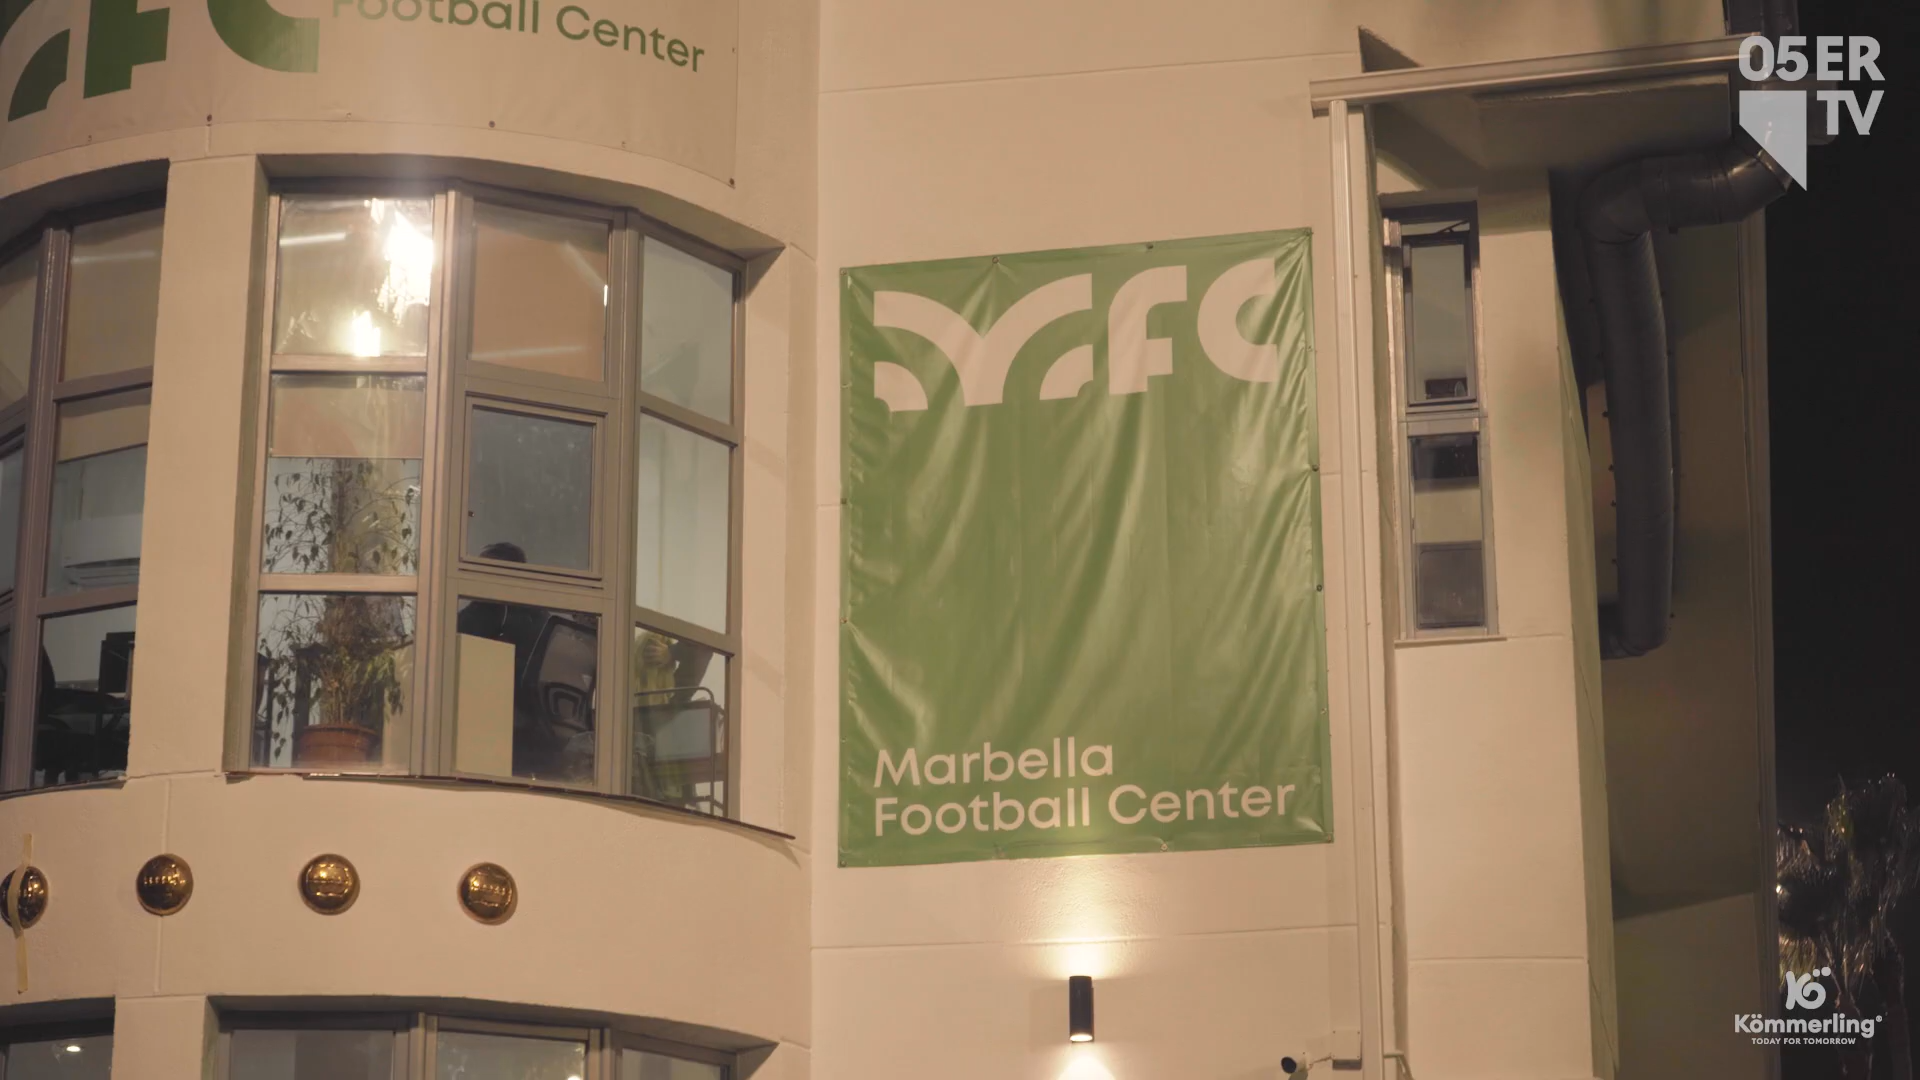 Football Center
05ER
TV
MFC
Marbella
Football Center
Kömmerling®
TODAY FOR TOMORROW